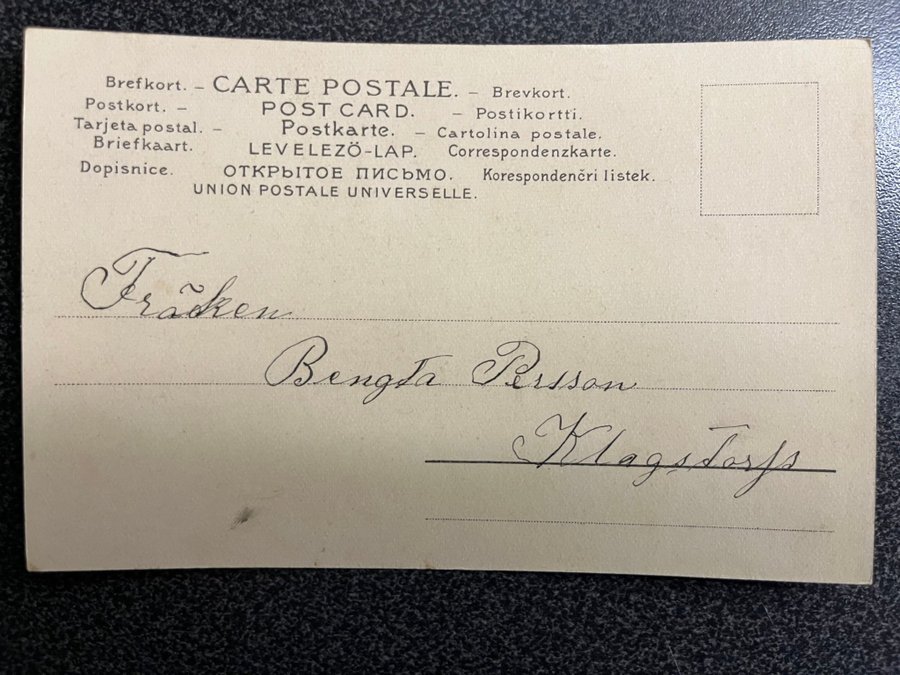 Brefkort. – CARTE POSTALE. – Brevkort.
Postkort. – POST CARD. – Postikortti.
Tarjeta postal. – Postkarte. – Cartolina postale.
Briefkaart. LEVELEZÖ-LAP. Correspondenzkarte.
Dopisnice. ОТКРЫТОЕ ПИСЬМО. Korespondenčri listek.
UNION POSTALE UNIVERSELLE.
Fräcken
Bengta Persson
Klagstorps